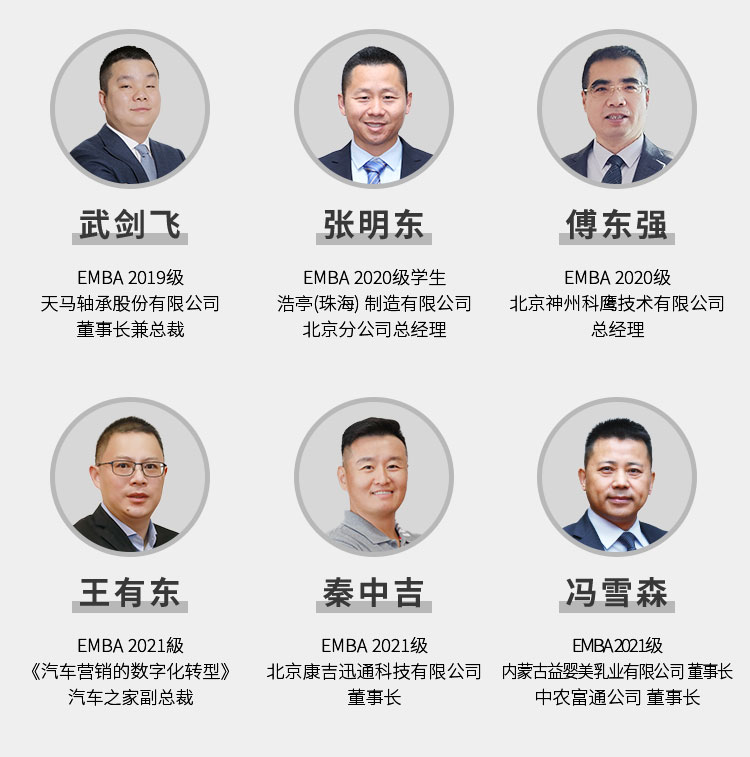 武剑飞
EMBA 2019级
天马轴承股份有限公司
董事长兼总裁
张明东
EMBA 2020级学生
浩亭(珠海) 制造有限公司
北京分公司总经理
傅东强
EMBA 2020级
北京神州科鹰技术有限公司
总经理
王有东
EMBA 2021級
《汽车营销的数字化转型》
汽车之家副总裁
秦中吉
EMBA 2021级
北京康吉迅通科技有限公司
董事长
冯雪森
EMBA2021级
内蒙古益婴美乳业有限公司 董事长
中农富通公司 董事长